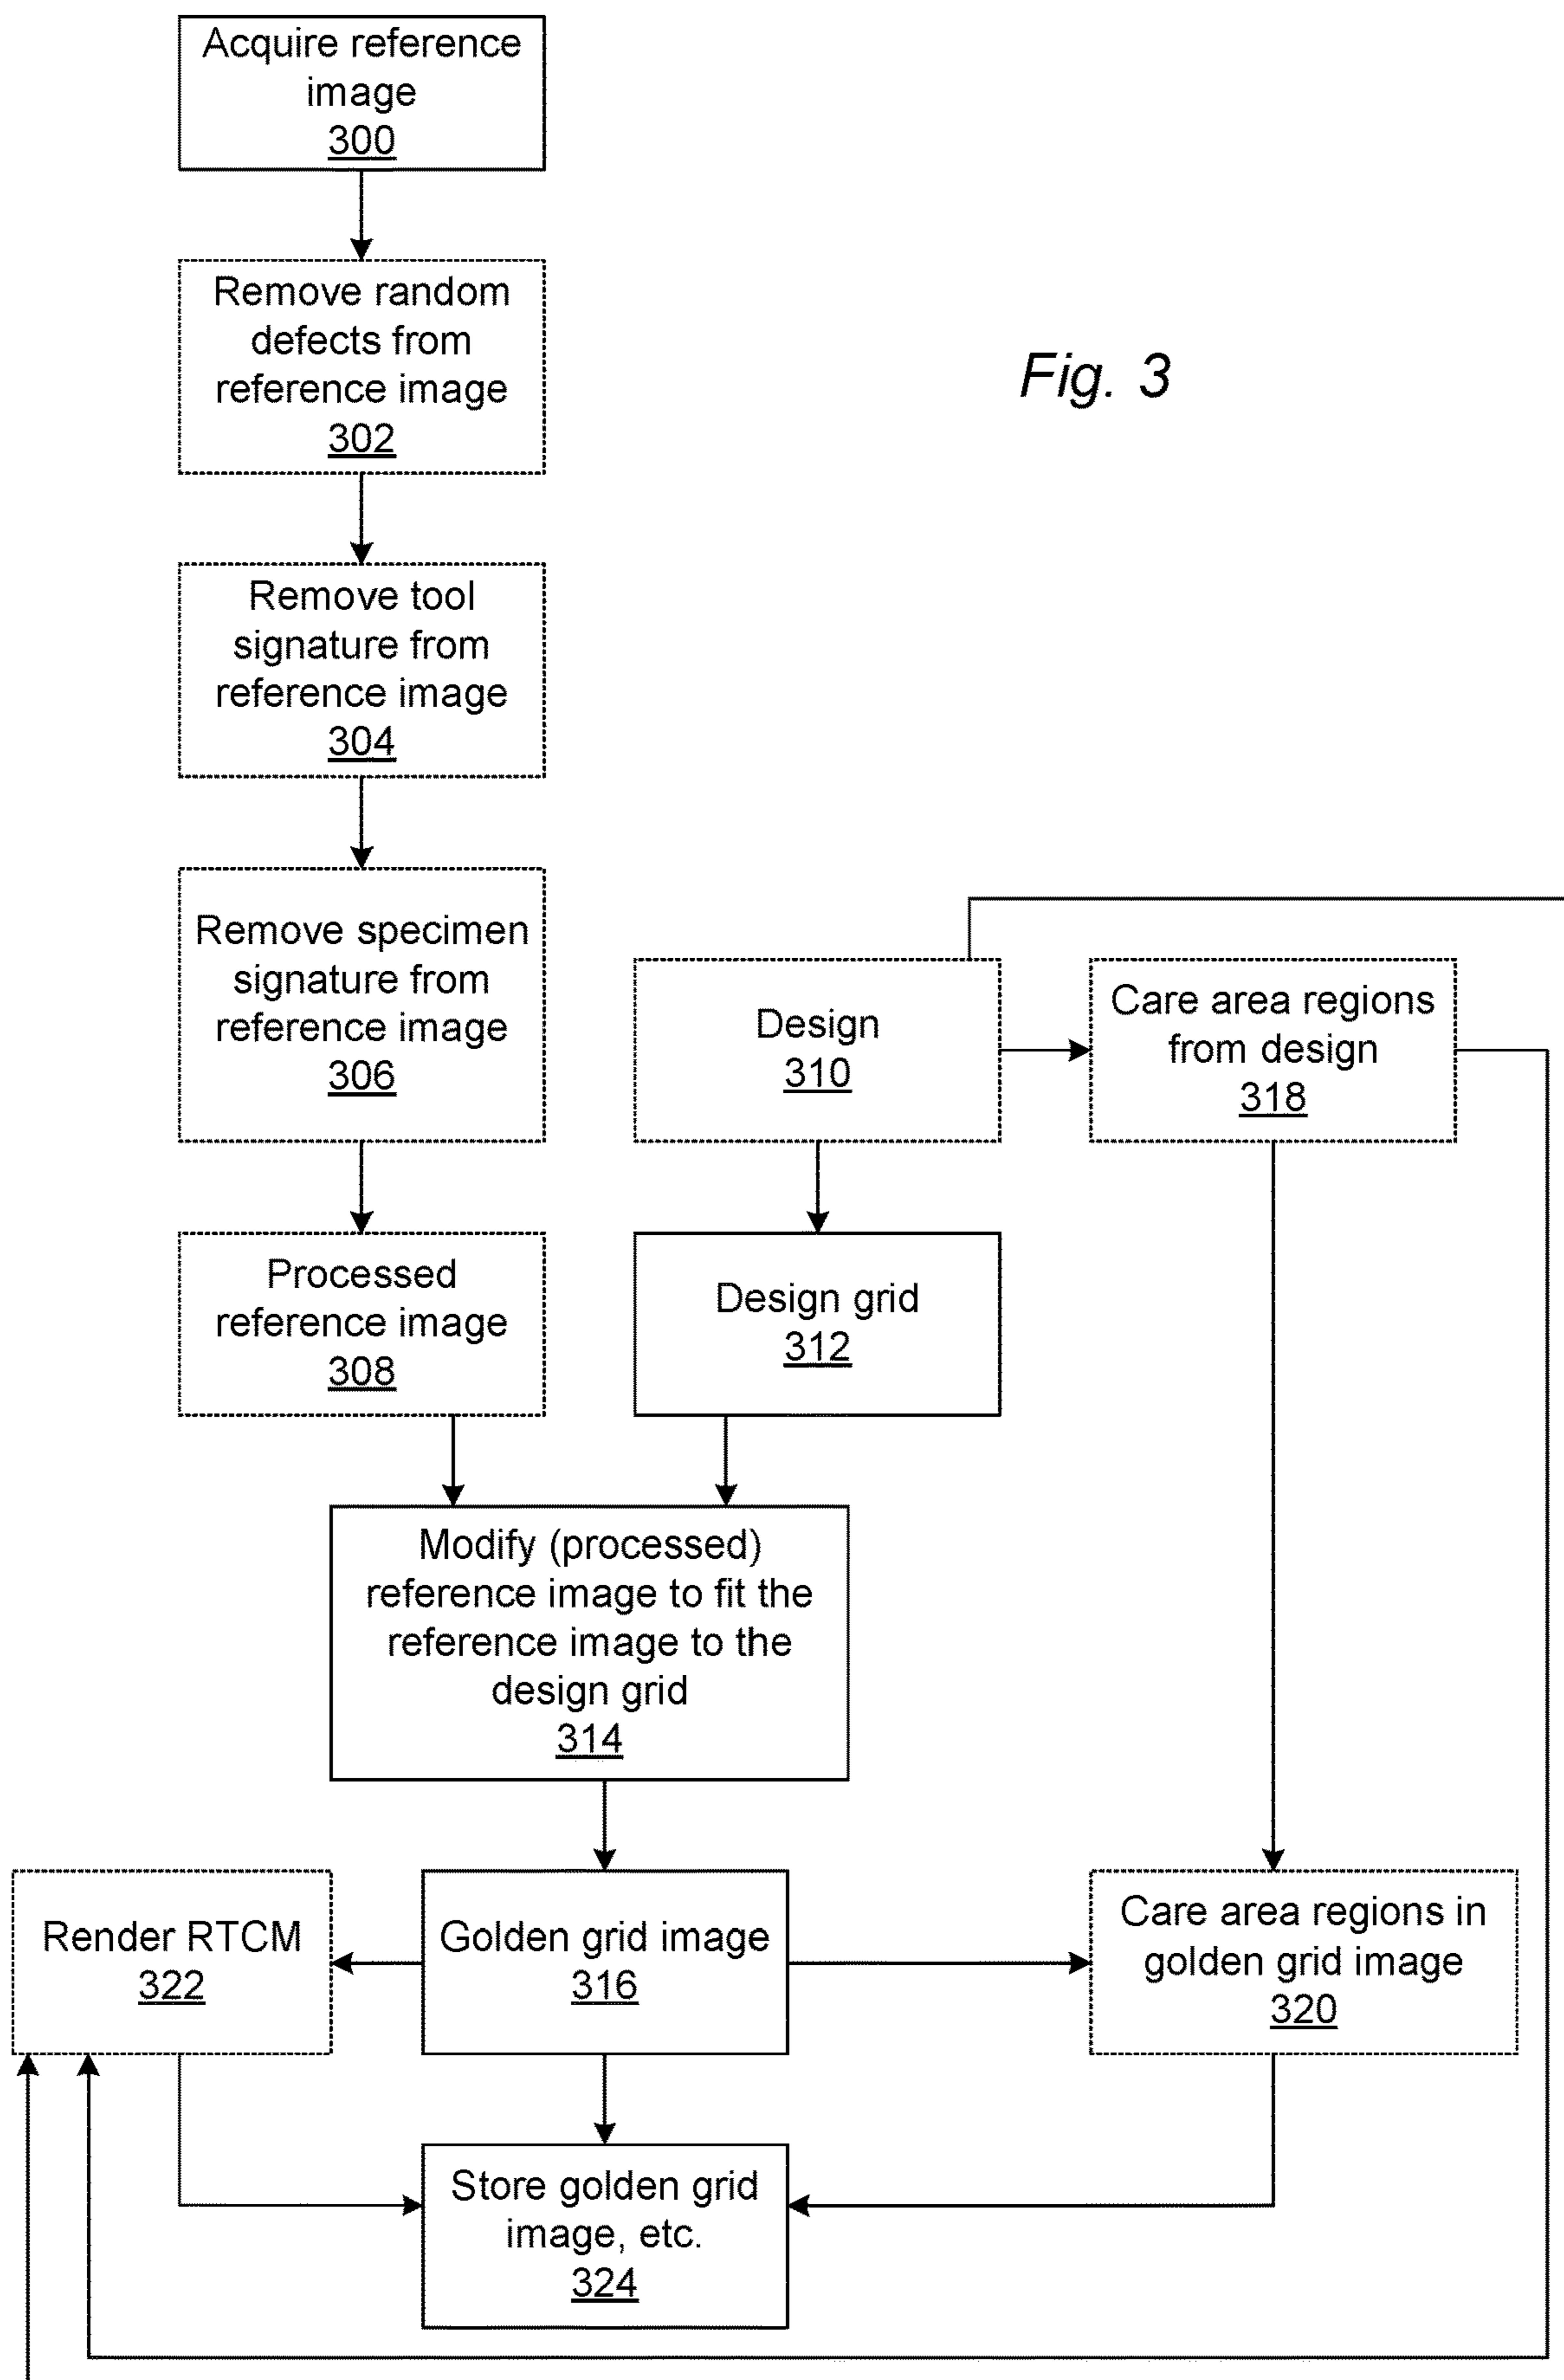 Acquire reference
image
300
Remove random
defects from
reference image
302
Fig. 3
Remove tool
signature from
reference image
304
Remove specimen
signature from
reference image
306
Design
310
Care area regions
from design
318
Processed
reference image
308
Design grid
312
Modify (processed)
reference image to fit the
reference image to the
design grid
314
Render RTCM
322
Golden grid image
316
Care area regions in
golden grid image
320
Store golden grid
image, etc.
324